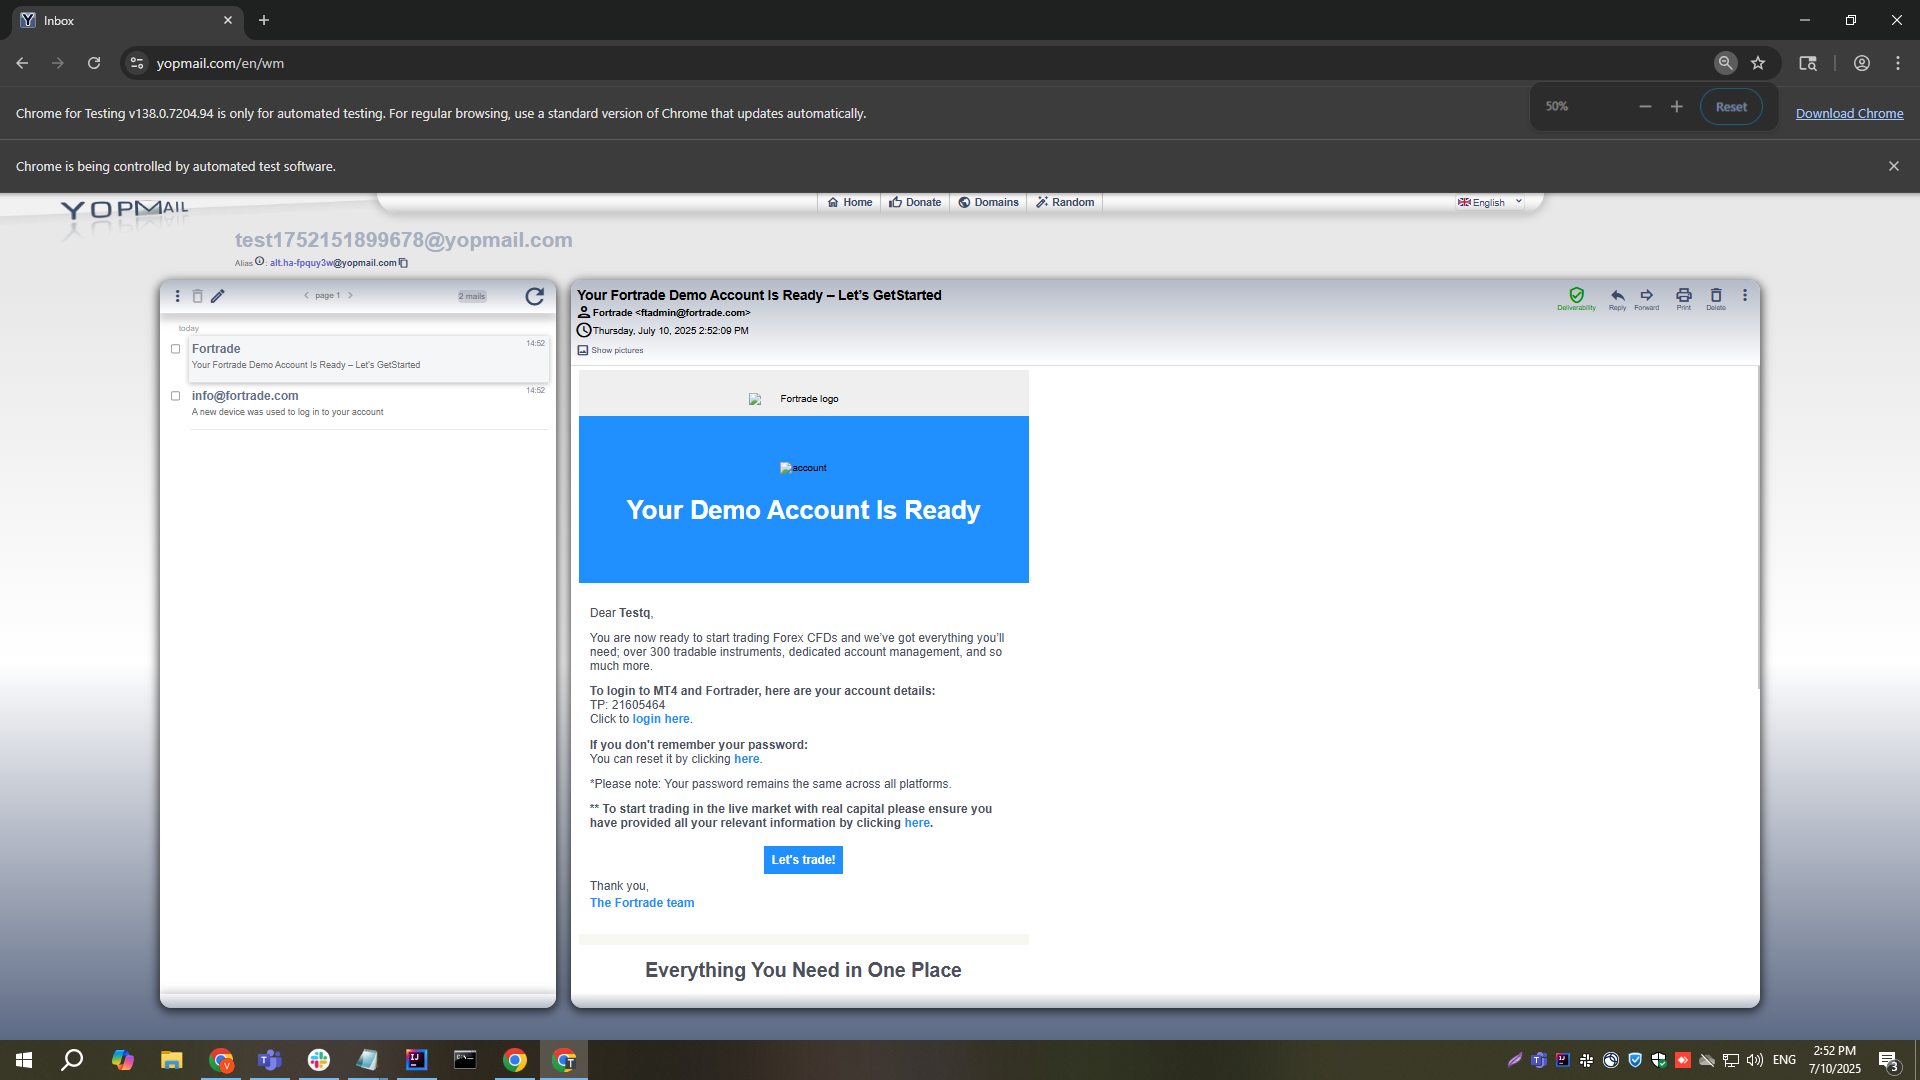 Inbox
yopmail.com/en/wm
Chrome for Testing v138.0.7204.94 is only for automated testing. For regular browsing, use a standard version of Chrome that updates automatically.
50%
Reset
Download Chrome
Chrome is being controlled by automated test software.
YOPMAIL
Home
Donate
Domains
Random
English
test1752151899678@yopmail.com
Alias : alt.ha-fpquy3w@yopmail.com
page 1
2 mails
today
Fortrade
14:52
Your Fortrade Demo Account Is Ready – Let's GetStarted
info@fortrade.com
14:52
A new device was used to log in to your account
Your Fortrade Demo Account Is Ready – Let's GetStarted
Fortrade <ftadmin@fortrade.com>
Thursday, July 10, 2025 2:52:09 PM
Show pictures
Deliverability
Reply
Forward
Print
Delete
Fortrade logo
account
Your Demo Account Is Ready
Dear Testq,
You are now ready to start trading Forex CFDs and we've got everything you'll
need; over 300 tradable instruments, dedicated account management, and so
much more.
To login to MT4 and Fortrader, here are your account details:
TP: 21605464
Click to login here.
If you don't remember your password:
You can reset it by clicking here.
*Please note: Your password remains the same across all platforms.
** To start trading in the live market with real capital please ensure you
have provided all your relevant information by clicking here.
Let's trade!
Thank you,
The Fortrade team
Everything You Need in One Place
ENG
2:52 PM
7/10/2025
3